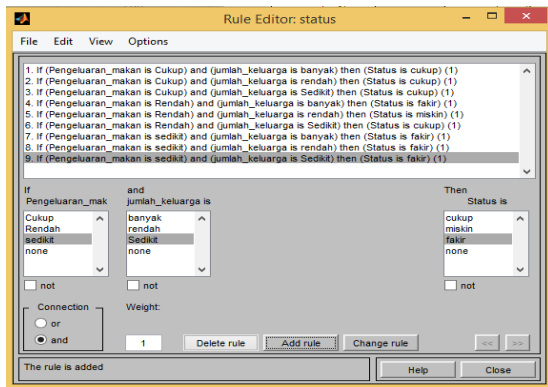 Rule Editor: status
File Edit View Options
1. If (Pengeluaran_makan is Cukup) and (jumlah_keluarga is banyak) then (Status is cukup) (1)
2. If (Pengeluaran_makan is Cukup) and (jumlah_keluarga is rendah) then (Status is cukup) (1)
3. If (Pengeluaran_makan is Cukup) and (jumlah_keluarga is Sedikit) then (Status is cukup) (1)
4. If (Pengeluaran_makan is Rendah) and (jumlah_keluarga is banyak) then (Status is fakir) (1)
5. If (Pengeluaran_makan is Rendah) and (jumlah_keluarga is rendah) then (Status is miskin) (1)
6. If (Pengeluaran_makan is Rendah) and (jumlah_keluarga is Sedikit) then (Status is cukup) (1)
7. If (Pengeluaran_makan is sedikit) and (jumlah_keluarga is banyak) then (Status is fakir) (1)
8. If (Pengeluaran_makan is sedikit) and (jumlah_keluarga is rendah) then (Status is fakir) (1)
9. If (Pengeluaran_makan is sedikit) and (jumlah_keluarga is Sedikit) then (Status is fakir) (1)
If and Then
Pengeluaran_mak jumlah_keluarga is Status is
Cukup banyak cukup
Rendah rendah miskin
sedikit Sedikit fakir
none none none
not not not
Connection Weight:
or
and 1 Delete rule Add rule Change rule << >>
The rule is added Help Close